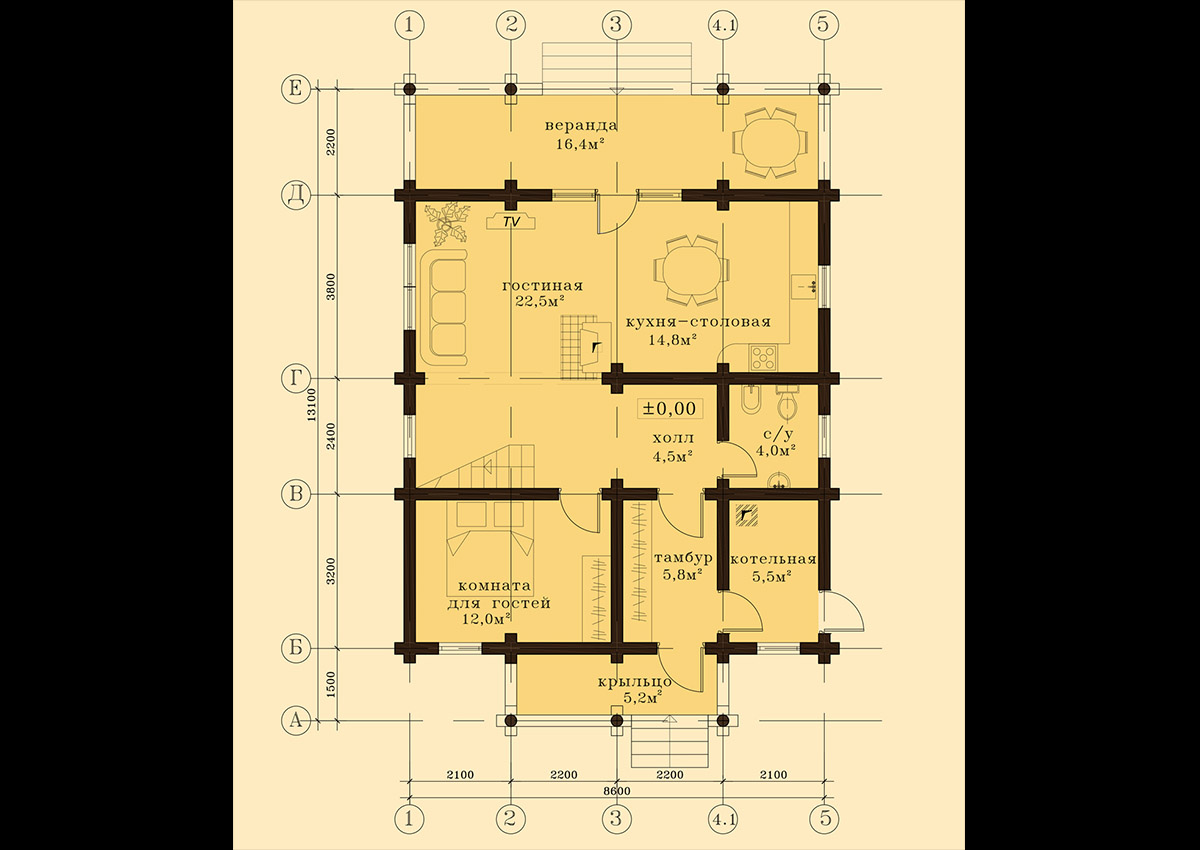 1 2 3 4.1 5
Е
веранда
16,4м²
2200
Д
TV
гостиная
22,5м²
3800
кухня-столовая
14,8м²
Г
13100
±0,00
холл
4,5м²
с/у
4,0м²
2400
В
тамбур
5,8м²
котельная
5,5м²
3200
комната
для гостей
12,0м²
Б
крыльцо
5,2м²
1500
А
2100 2200 2200 2100
8600
1 2 3 4.1 5